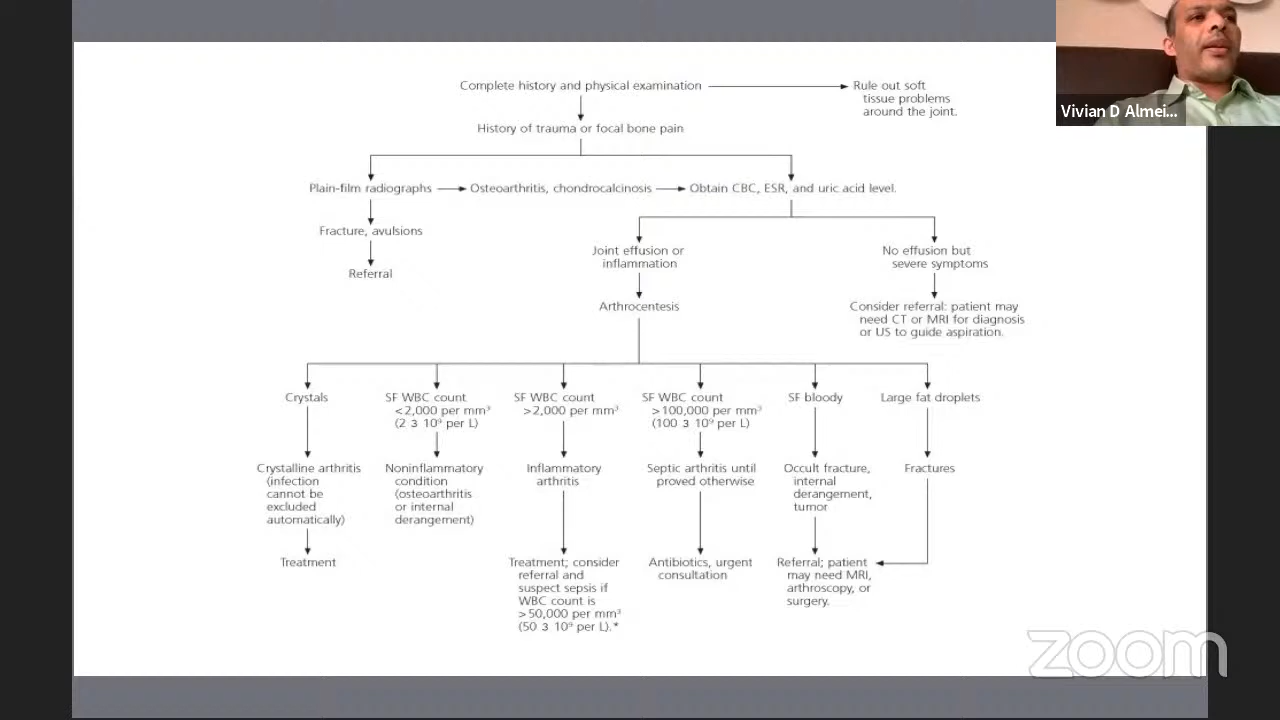 Complete history and physical examination
Rule out soft
tissue problems
around the joint.
Vivian D Almei...
History of trauma or focal bone pain
Plain-film radiographs
Osteoarthritis, chondrocalcinosis
Obtain CBC, ESR, and uric acid level.
Fracture, avulsions
Referral
Joint effusion or
inflammation
No effusion but
severe symptoms
Arthrocentesis
Consider referral: patient may
need CT or MRI for diagnosis
or US to guide aspiration.
Crystals
SF WBC count
<2,000 per mm³
(2 3 10⁹ per L)
SF WBC count
>2,000 per mm³
SF WBC count
>100,000 per mm³
(100 3 10⁹ per L)
SF bloody
Large fat droplets
Crystalline arthritis
(infection
cannot be
excluded
automatically)
Noninflammatory
condition
(osteoarthritis
or internal
derangement)
Inflammatory
arthritis
Septic arthritis until
proved otherwise
Occult fracture,
internal
derangement,
tumor
Fractures
Treatment
Treatment; consider
referral and
suspect sepsis if
WBC count is
>50,000 per mm³
(50 3 10⁹ per L).*
Antibiotics, urgent
consultation
Referral; patient
may need MRI,
arthroscopy, or
surgery.
zoom